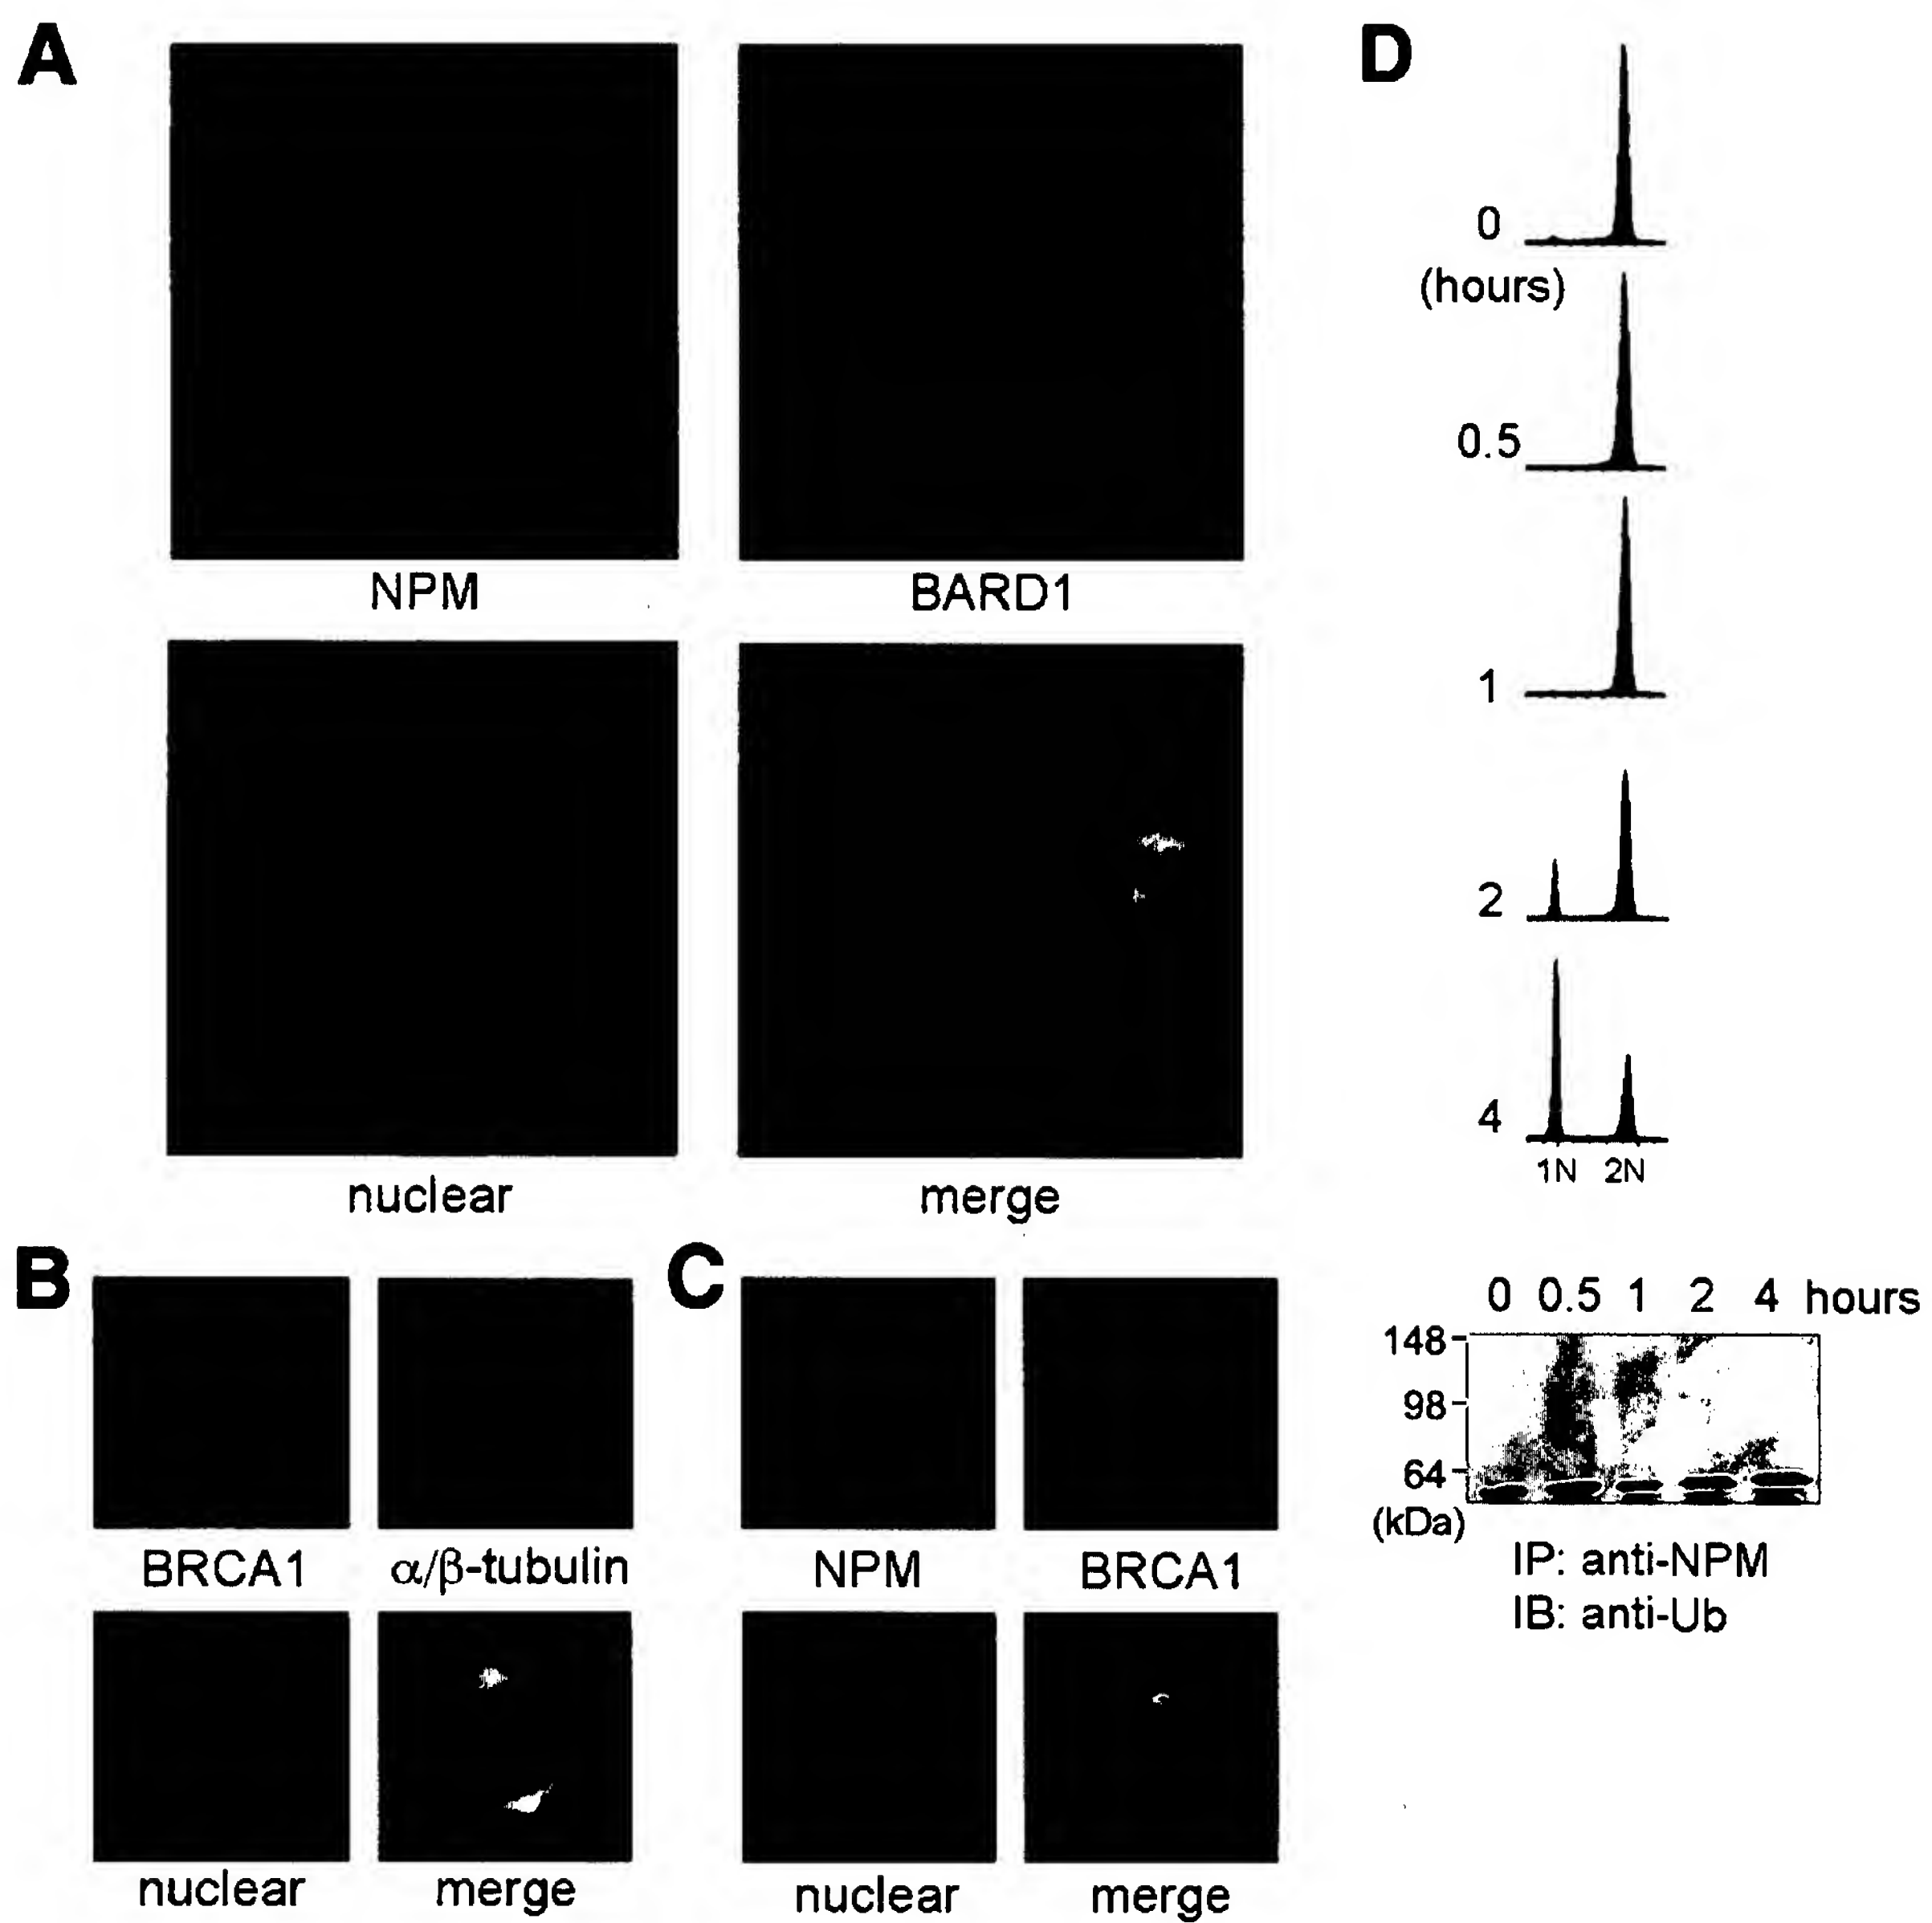 A
NPM
BARD1
nuclear
merge
B
BRCA1
α/β-tubulin
nuclear
merge
C
NPM
BRCA1
nuclear
merge
D
0
(hours)
0.5
1
2
4
1N 2N
0 0.5 1 2 4 hours
148
98
64
(kDa)
IP: anti-NPM
IB: anti-Ub